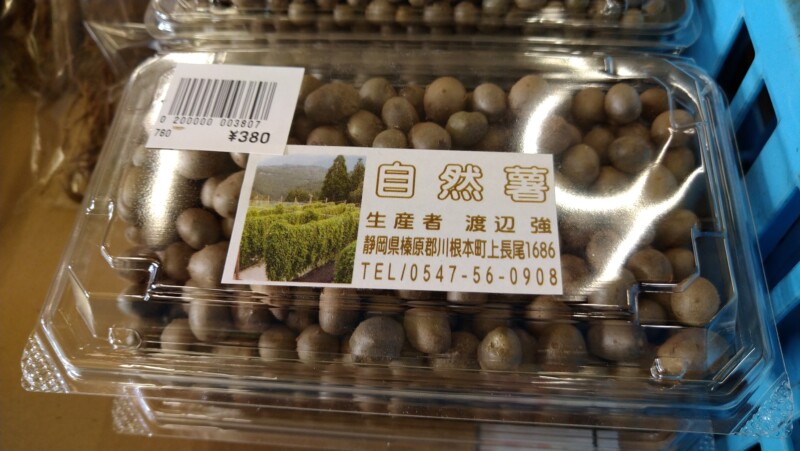 0 200000 003807
780
¥380
自然薯
生産者 渡辺 強
静岡県榛原郡川根本町上長尾1686
TEL/0547-56-0908